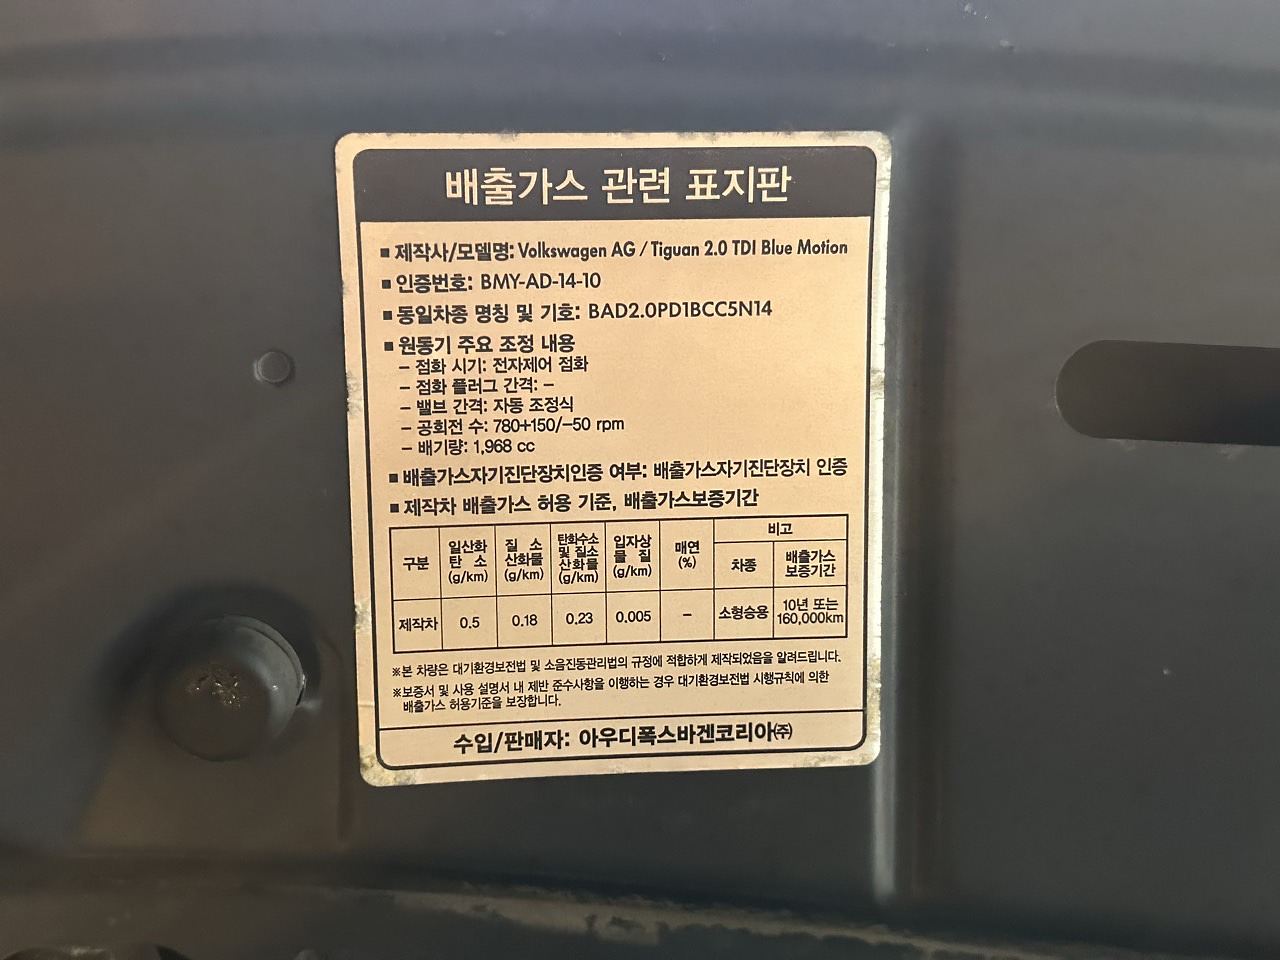 배출가스 관련 표지판
■ 제작사/모델명: Volkswagen AG / Tiguan 2.0 TDI Blue Motion
■ 인증번호: BMY-AD-14-10
■ 동일차종 명칭 및 기호: BAD2.0PD1BCC5N14
■ 원동기 주요 조정 내용
– 점화 시기: 전자제어 점화
– 점화 플러그 간격: –
– 밸브 간격: 자동 조정식
– 공회전 수: 780+150/–50 rpm
– 배기량: 1,968 cc
■ 배출가스자기진단장치인증 여부: 배출가스자기진단장치 인증
■ 제작차 배출가스 허용 기준, 배출가스보증기간
구분 일산화탄소 (g/km) 질소산화물 (g/km) 탄화수소 및 질소산화물 (g/km) 입자상물질 (g/km) 매연 (%) 비고
차종 배출가스 보증기간
제작차 0.5 0.18 0.23 0.005 – 소형승용 10년 또는 160,000km
※본 차량은 대기환경보전법 및 소음진동관리법의 규정에 적합하게 제작되었음을 알려드립니다.
※보증서 및 사용 설명서 내 제반 준수사항을 이행하는 경우 대기환경보전법 시행규칙에 의한
배출가스 허용기준을 보장합니다.
수입/판매자: 아우디폭스바겐코리아㈜